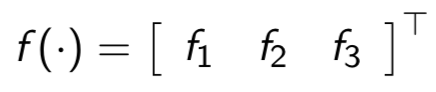 f(·) = [ f₁ f₂ f₃ ]^⊤